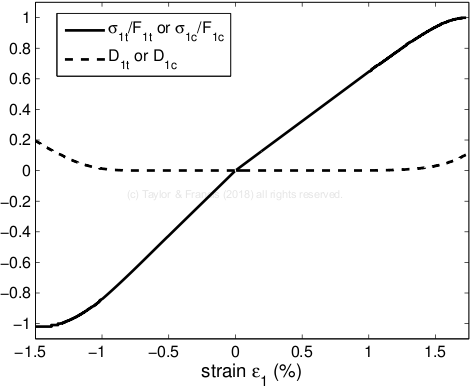 1
0.8
0.6
0.4
0.2
0
−0.2
−0.4
−0.6
−0.8
−1
σ1t/F1t or σ1c/F1c
D1t or D1c
(c) Taylor & Francis (2018) all rights reserved.
−1.5 −1 −0.5 0 0.5 1 1.5
strain ε1 (%)